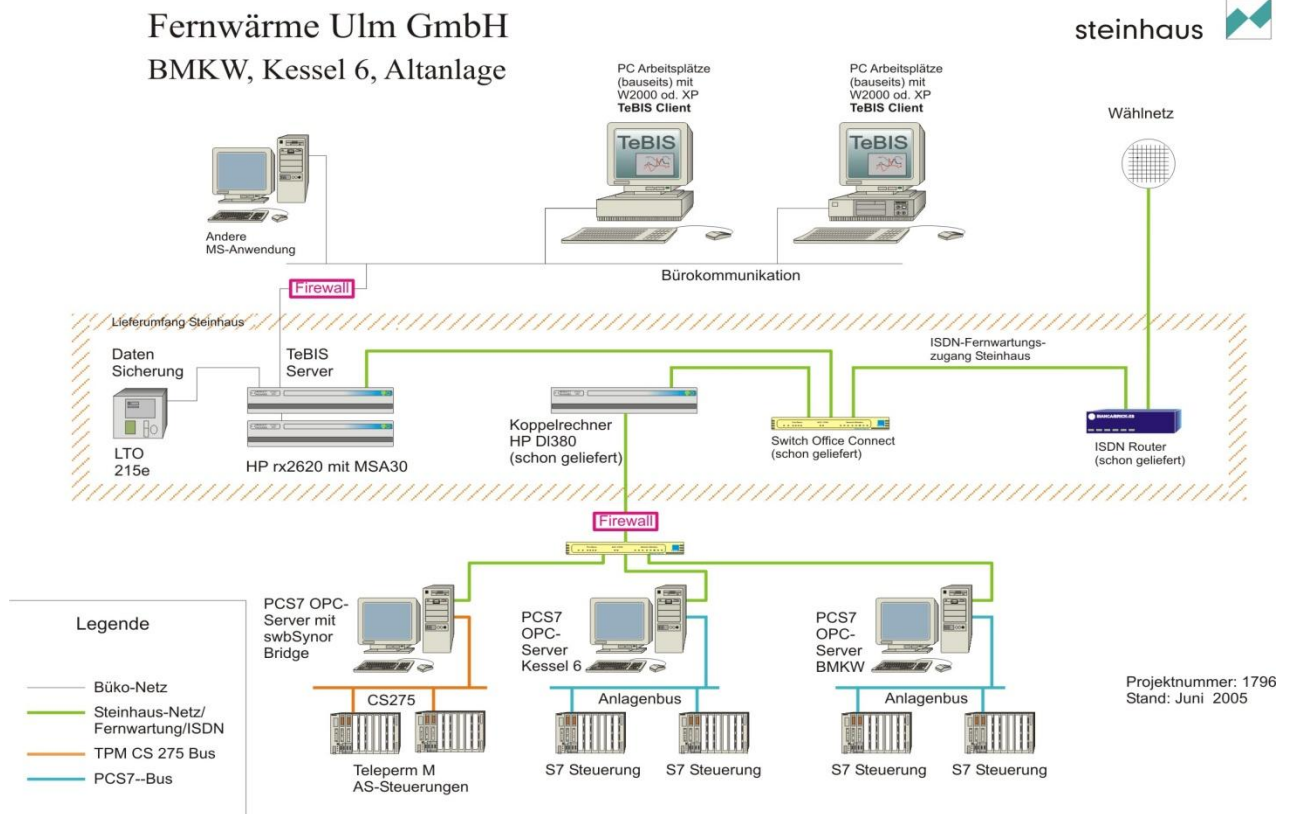 Fernwärme Ulm GmbH
BMKW, Kessel 6, Altanlage
steinhaus
PC Arbeitsplätze
(bauseits) mit
W2000 od. XP
TeBIS Client
PC Arbeitsplätze
(bauseits) mit
W2000 od. XP
TeBIS Client
Wählnetz
TeBIS
TeBIS
Andere
MS-Anwendung
Bürokommunikation
Firewall
Lieferumfang Steinhaus
Daten
Sicherung
TeBIS
Server
ISDN-Fernwartungs-
zugang Steinhaus
LTO
215e
HP rx2620 mit MSA30
Koppelrechner
HP Dl380
(schon geliefert)
Switch Office Connect
(schon geliefert)
ISDN Router
(schon geliefert)
Firewall
PCS7 OPC-
Server mit
swbSynor
Bridge
PCS7
OPC-
Server
Kessel 6
PCS7
OPC-
Server
BMKW
CS275
Anlagenbus
Anlagenbus
Teleperm M
AS-Steuerungen
S7 Steuerung
S7 Steuerung
S7 Steuerung
S7 Steuerung
Legende
Büko-Netz
Steinhaus-Netz/
Fernwartung/ISDN
TPM CS 275 Bus
PCS7--Bus
Projektnummer: 1796
Stand: Juni 2005